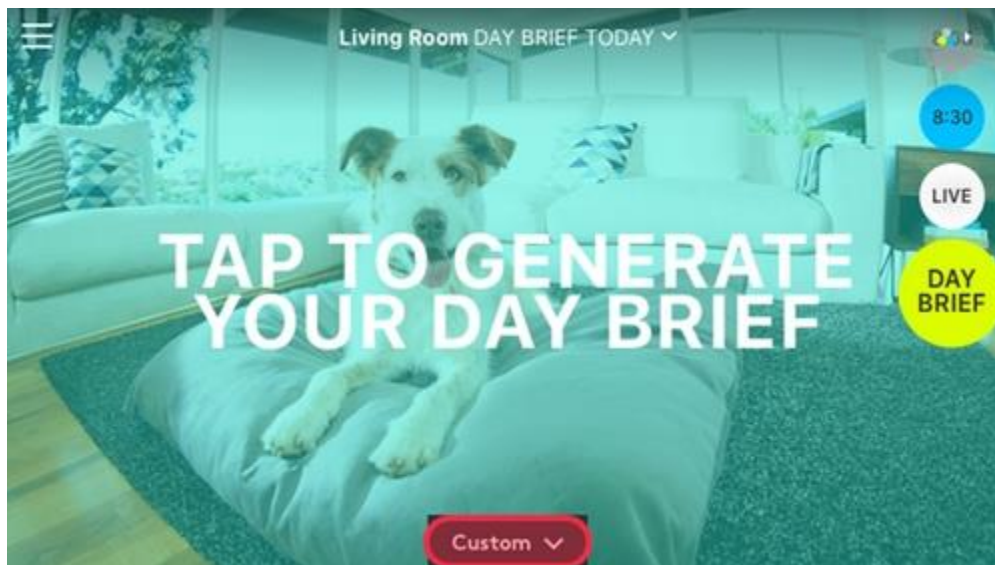 Living Room DAY BRIEF TODAY
8:30
LIVE
TAP TO GENERATE
YOUR DAY BRIEF
DAY
BRIEF
Custom